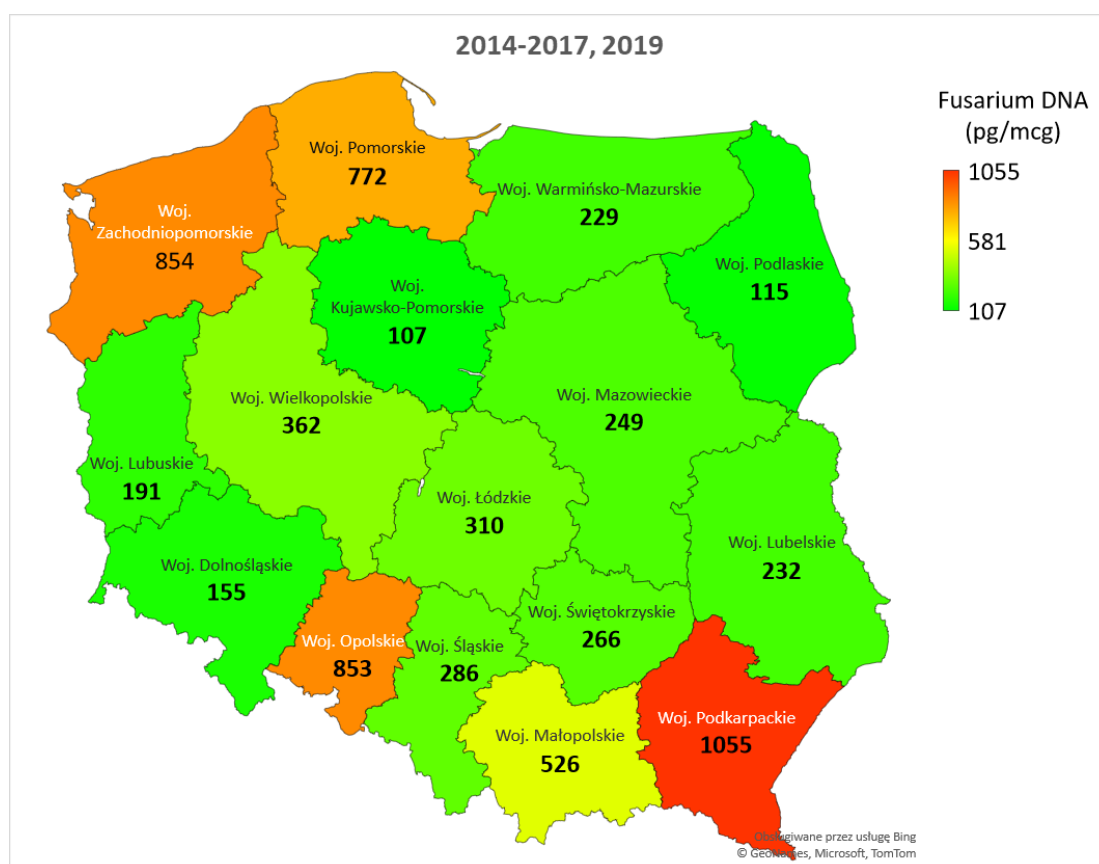 2014-2017, 2019
Fusarium DNA
(pg/mcg)
1055
581
107
Woj. Pomorskie
772
Woj. Warmińsko-Mazurskie
229
Woj.
Zachodniopomorskie
854
Woj. Podlaskie
115
Woj.
Kujawsko-Pomorskie
107
Woj. Wielkopolskie
362
Woj. Mazowieckie
249
Woj. Lubuskie
191
Woj. Łódzkie
310
Woj. Lubelskie
232
Woj. Dolnośląskie
155
Woj. Opolskie
853
Woj. Śląskie
286
Woj. Świętokrzyskie
266
Woj. Małopolskie
526
Woj. Podkarpackie
1055
Obsługiwane przez usługę Bing
© GeoNames, Microsoft, TomTom